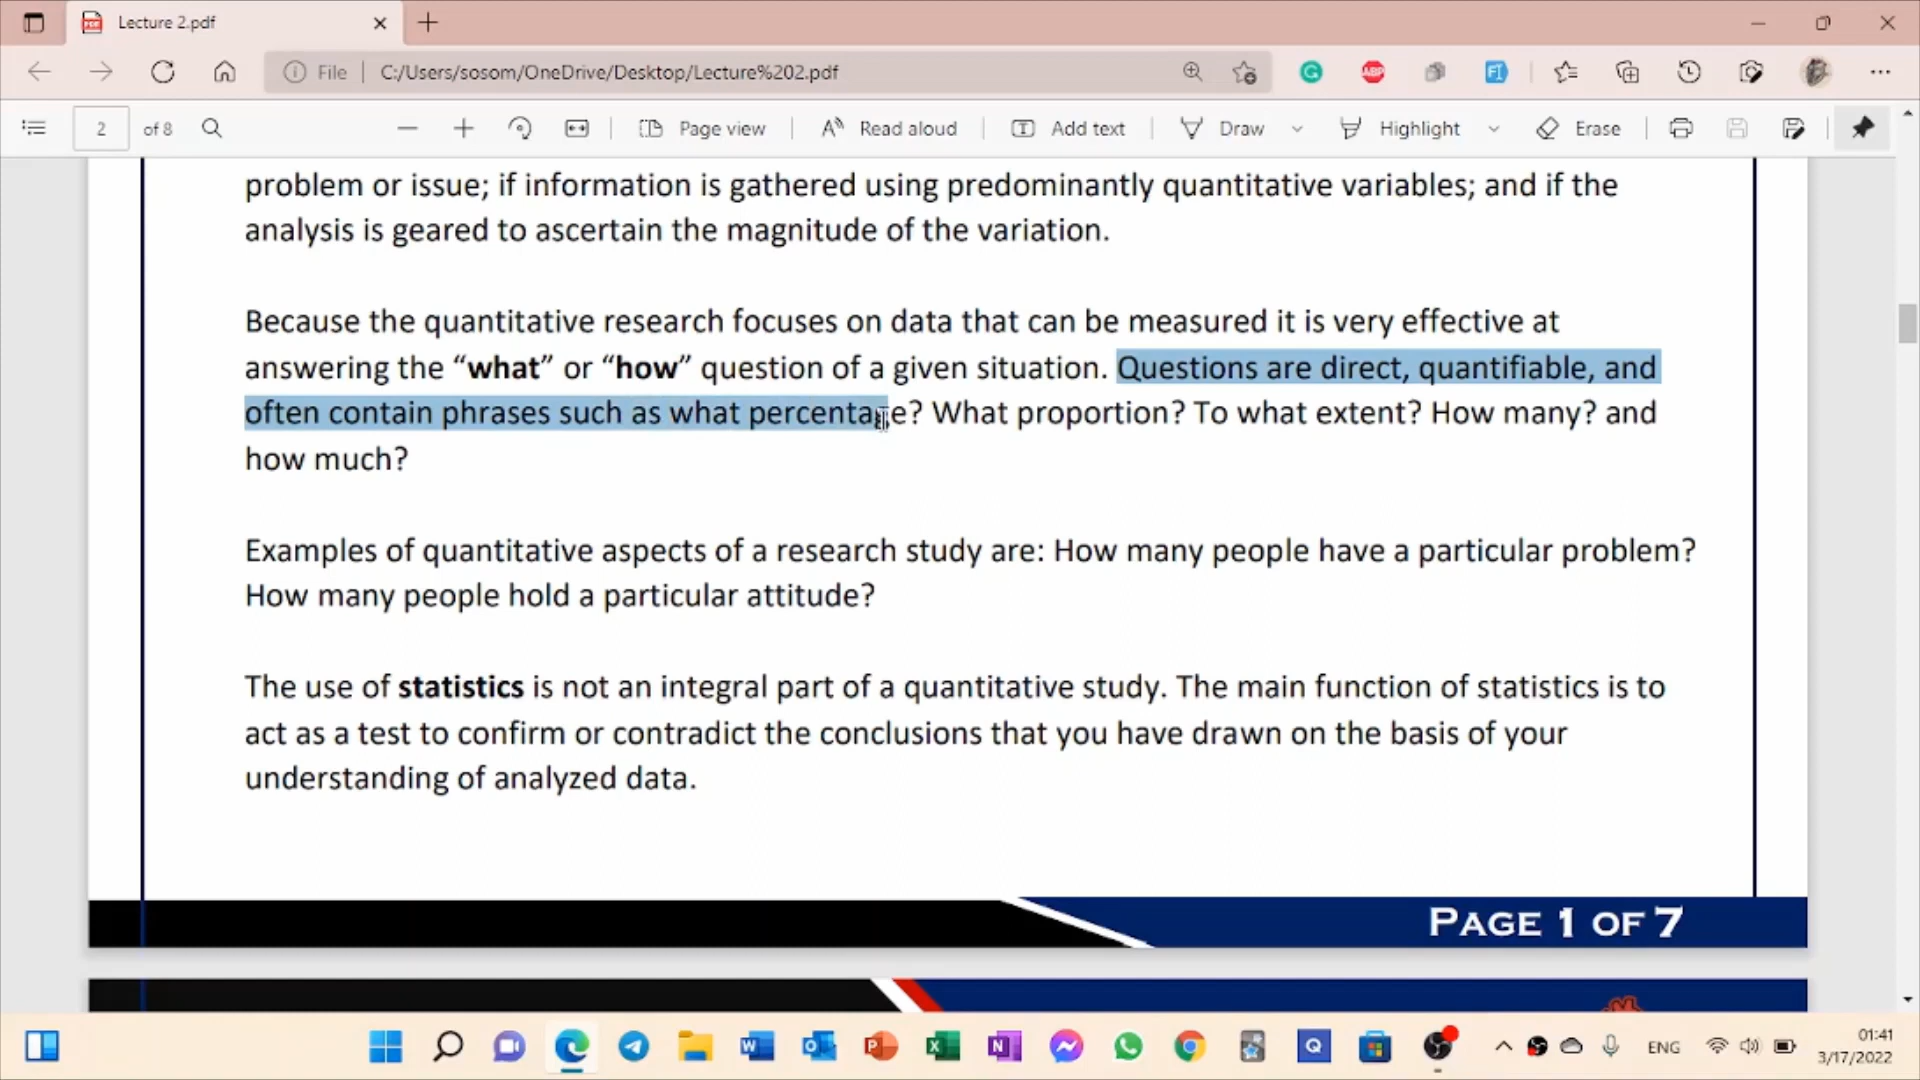 Lecture 2.pdf
File
C:/Users/sosom/OneDrive/Desktop/Lecture%202.pdf
2 of 8
Page view
Read aloud
Add text
Draw
Highlight
Erase
problem or issue; if information is gathered using predominantly quantitative variables; and if the
analysis is geared to ascertain the magnitude of the variation.
Because the quantitative research focuses on data that can be measured it is very effective at
answering the “what” or “how” question of a given situation. Questions are direct, quantifiable, and
often contain phrases such as what percentage? What proportion? To what extent? How many? and
how much?
Examples of quantitative aspects of a research study are: How many people have a particular problem?
How many people hold a particular attitude?
The use of statistics is not an integral part of a quantitative study. The main function of statistics is to
act as a test to confirm or contradict the conclusions that you have drawn on the basis of your
understanding of analyzed data.
PAGE 1 OF 7
ENG
01:41
3/17/2022